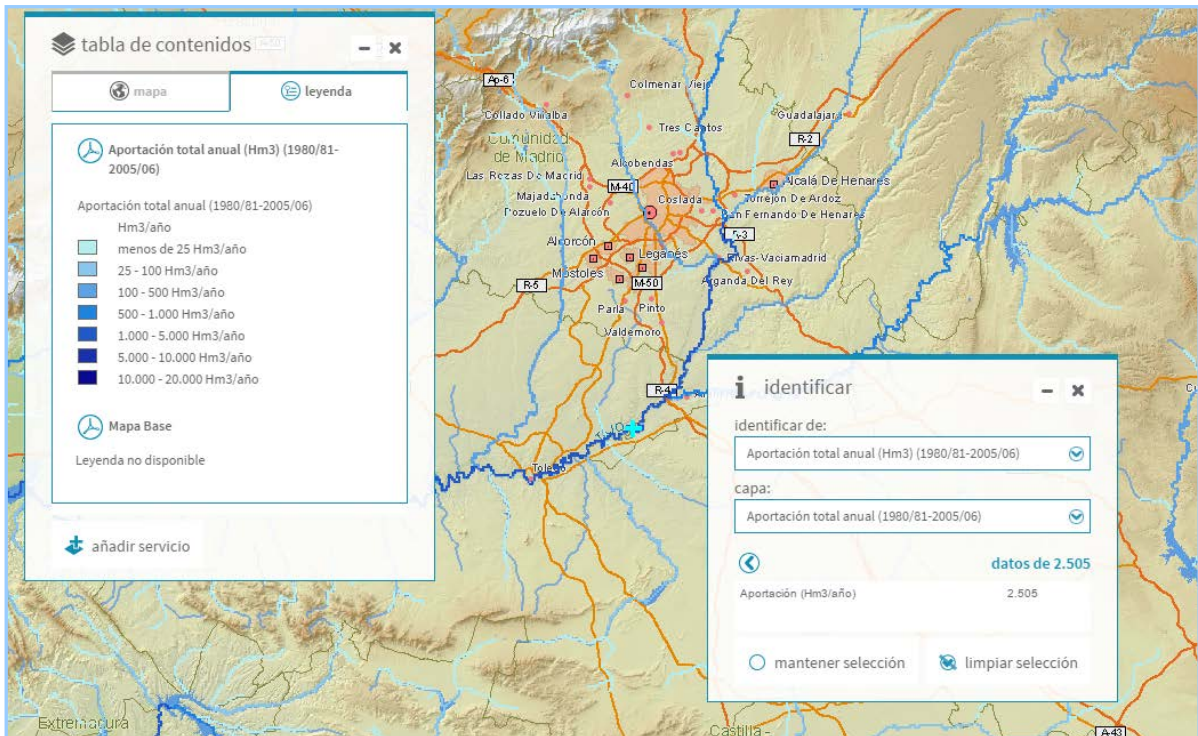 tabla de contenidos
mapa
leyenda
Aportación total anual (Hm3) (1980/81-
2005/06)
Aportación total anual (1980/81-2005/06)
Hm3/año
menos de 25 Hm3/año
25 - 100 Hm3/año
100 - 500 Hm3/año
500 - 1.000 Hm3/año
1.000 - 5.000 Hm3/año
5.000 - 10.000 Hm3/año
10.000 - 20.000 Hm3/año
Mapa Base
Leyenda no disponible
añadir servicio
Ap-6
Colmenar Viejo
Collado Villalba
Guadalajara
Tres Cantos
R-2
Comunidad
de Madrid
Alcobendas
Las Rozas De Madrid
M-40
Alcalá De Henares
Majadahonda
Coslada
Torrejón De Ardoz
Pozuelo De Alarcón
San Fernando De Henares
R-3
Alcorcón
Leganés
Rivas-Vaciamadrid
Móstoles
R-5
M-50
Arganda Del Rey
Parla
Pinto
Valdemoro
R-4
Toledo
identificar
identificar de:
Aportación total anual (Hm3) (1980/81-2005/06)
capa:
Aportación total anual (1980/81-2005/06)
datos de 2.505
Aportación (Hm3/año)
2.505
mantener selección
limpiar selección
Extremadura
Castilla -
A-43